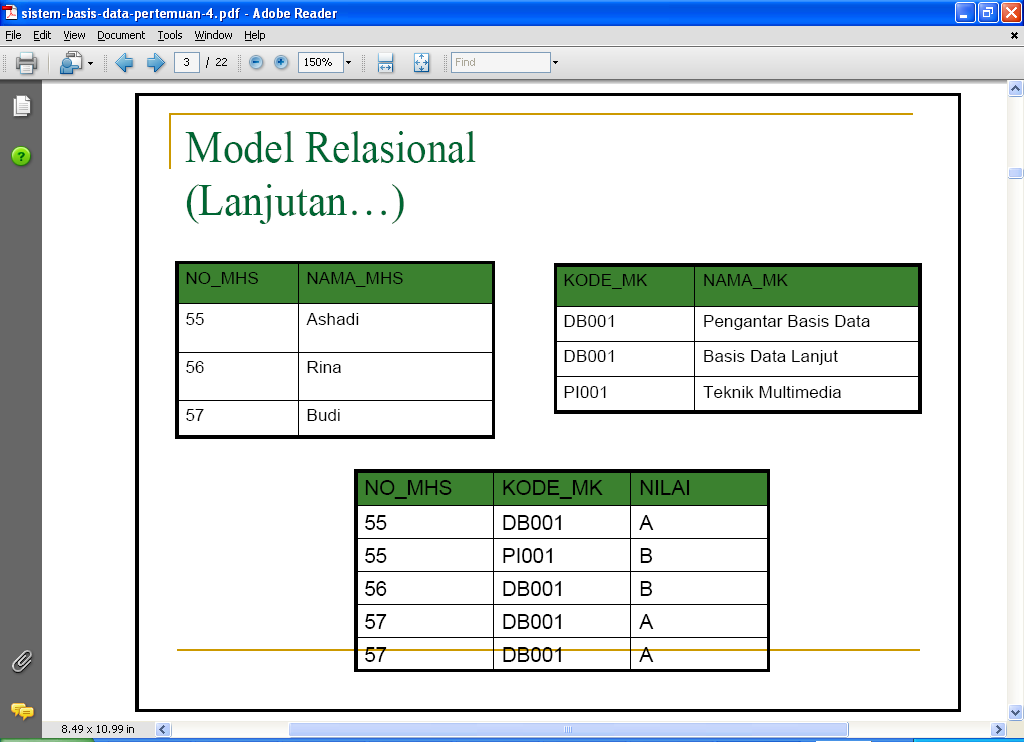 sistem-basis-data-pertemuan-4.pdf - Adobe Reader
File Edit View Document Tools Window Help
3 / 22 150% Find
Model Relasional
(Lanjutan…)
NO_MHS NAMA_MHS
55 Ashadi
56 Rina
57 Budi
KODE_MK NAMA_MK
DB001 Pengantar Basis Data
DB001 Basis Data Lanjut
PI001 Teknik Multimedia
NO_MHS KODE_MK NILAI
55 DB001 A
55 PI001 B
56 DB001 B
57 DB001 A
57 DB001 A
8.49 x 10.99 in